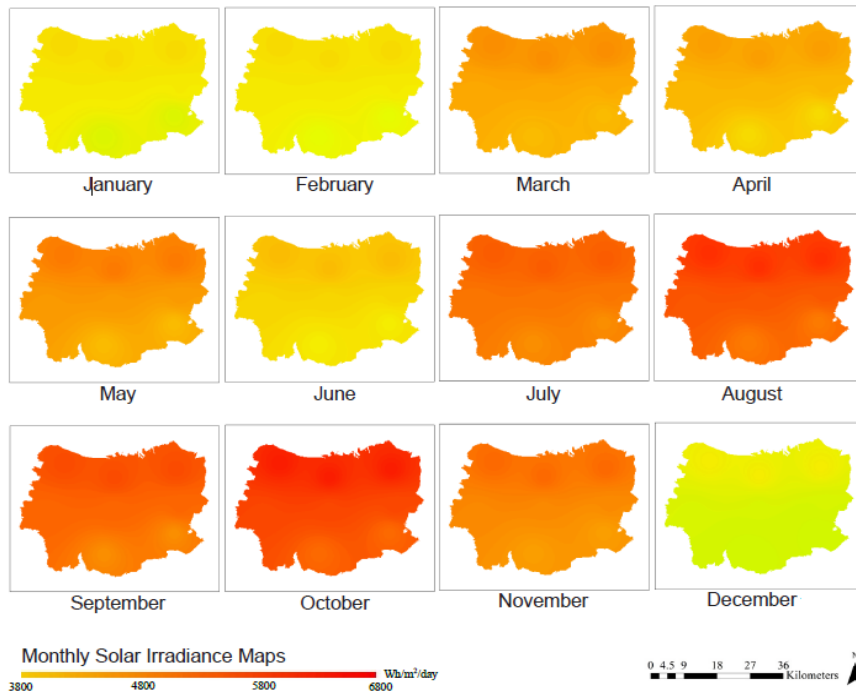 January
February
March
April
May
June
July
August
September
October
November
December
Monthly Solar Irradiance Maps
Wh/m²/day
3800
4800
5800
6800
0 4.5 9 18 27 36
Kilometers
N